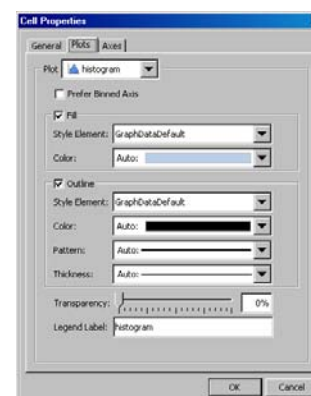 Cell Properties
General Plots Axes
Plot histogram
Prefer Binned Axis
Fill
Style Element: GraphDataDefault
Color: Auto:
Outline
Style Element: GraphDataDefault
Color: Auto:
Pattern: Auto:
Thickness: Auto:
Transparency: 0%
Legend Label: histogram
OK Cancel